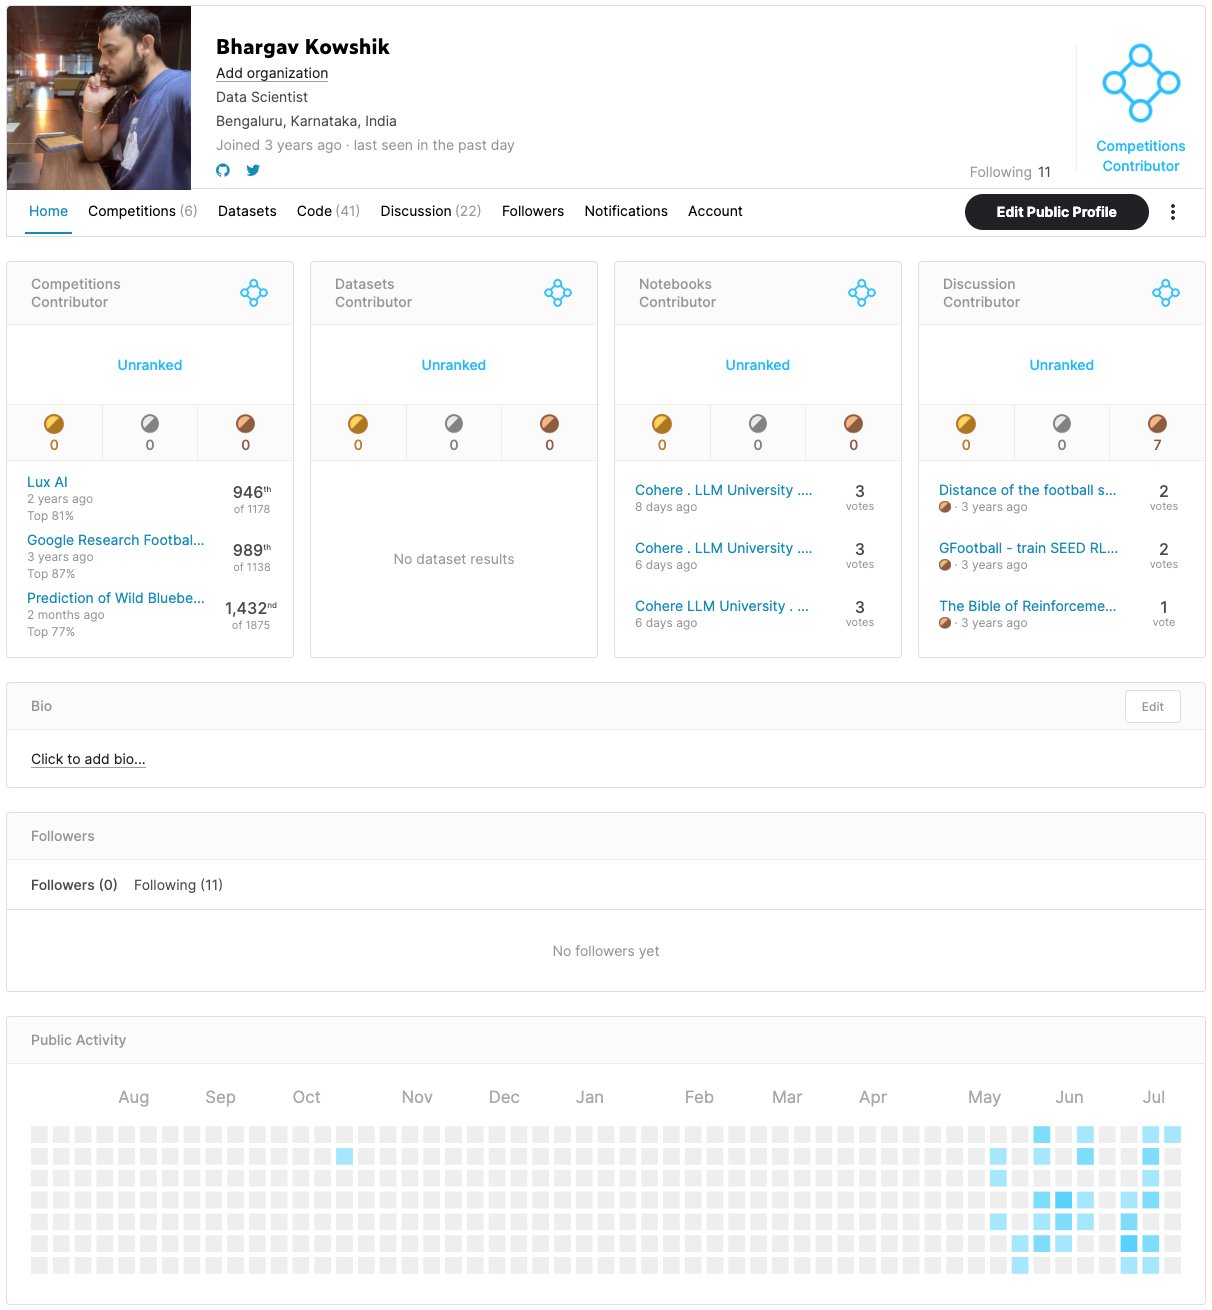 Bhargav Kowshik
Add organization
Data Scientist
Bengaluru, Karnataka, India
Joined 3 years ago · last seen in the past day
Following 11
Competitions
Contributor
Home Competitions (6) Datasets Code (41) Discussion (22) Followers Notifications Account Edit Public Profile
Competitions
Contributor
Unranked
0 0 0
Lux AI
2 years ago
Top 81%
946th
of 1178
Google Research Footbal...
3 years ago
Top 87%
989th
of 1138
Prediction of Wild Bluebe...
2 months ago
Top 77%
1,432nd
of 1875
Datasets
Contributor
Unranked
0 0 0
No dataset results
Notebooks
Contributor
Unranked
0 0 0
Cohere . LLM University ....
8 days ago
3
votes
Cohere . LLM University ....
6 days ago
3
votes
Cohere LLM University . ...
6 days ago
3
votes
Discussion
Contributor
Unranked
0 0 7
Distance of the football s...
· 3 years ago
2
votes
GFootball - train SEED RL...
· 3 years ago
2
votes
The Bible of Reinforceme...
· 3 years ago
1
vote
Bio
Edit
Click to add bio...
Followers
Followers (0) Following (11)
No followers yet
Public Activity
Aug Sep Oct Nov Dec Jan Feb Mar Apr May Jun Jul